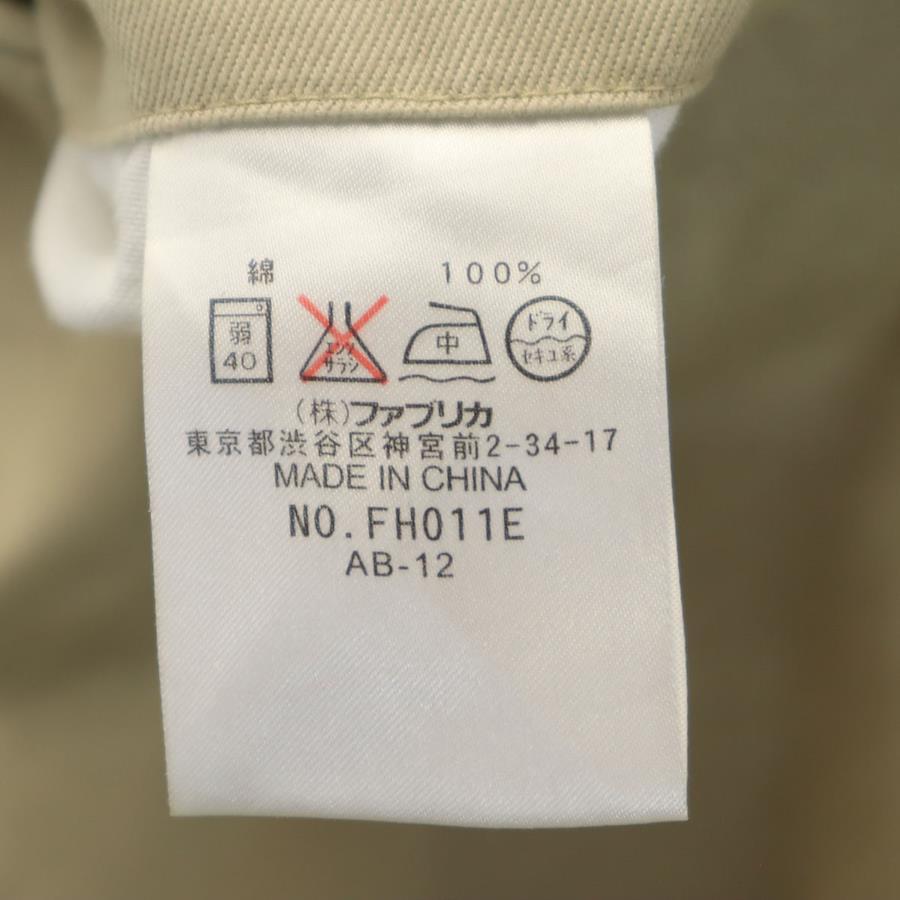 綿 100%
弱 40
エンソ サラシ
中
ドライ セキユ系
(株)ファブリカ
東京都渋谷区神宮前2-34-17
MADE IN CHINA
NO.FH011E
AB-12